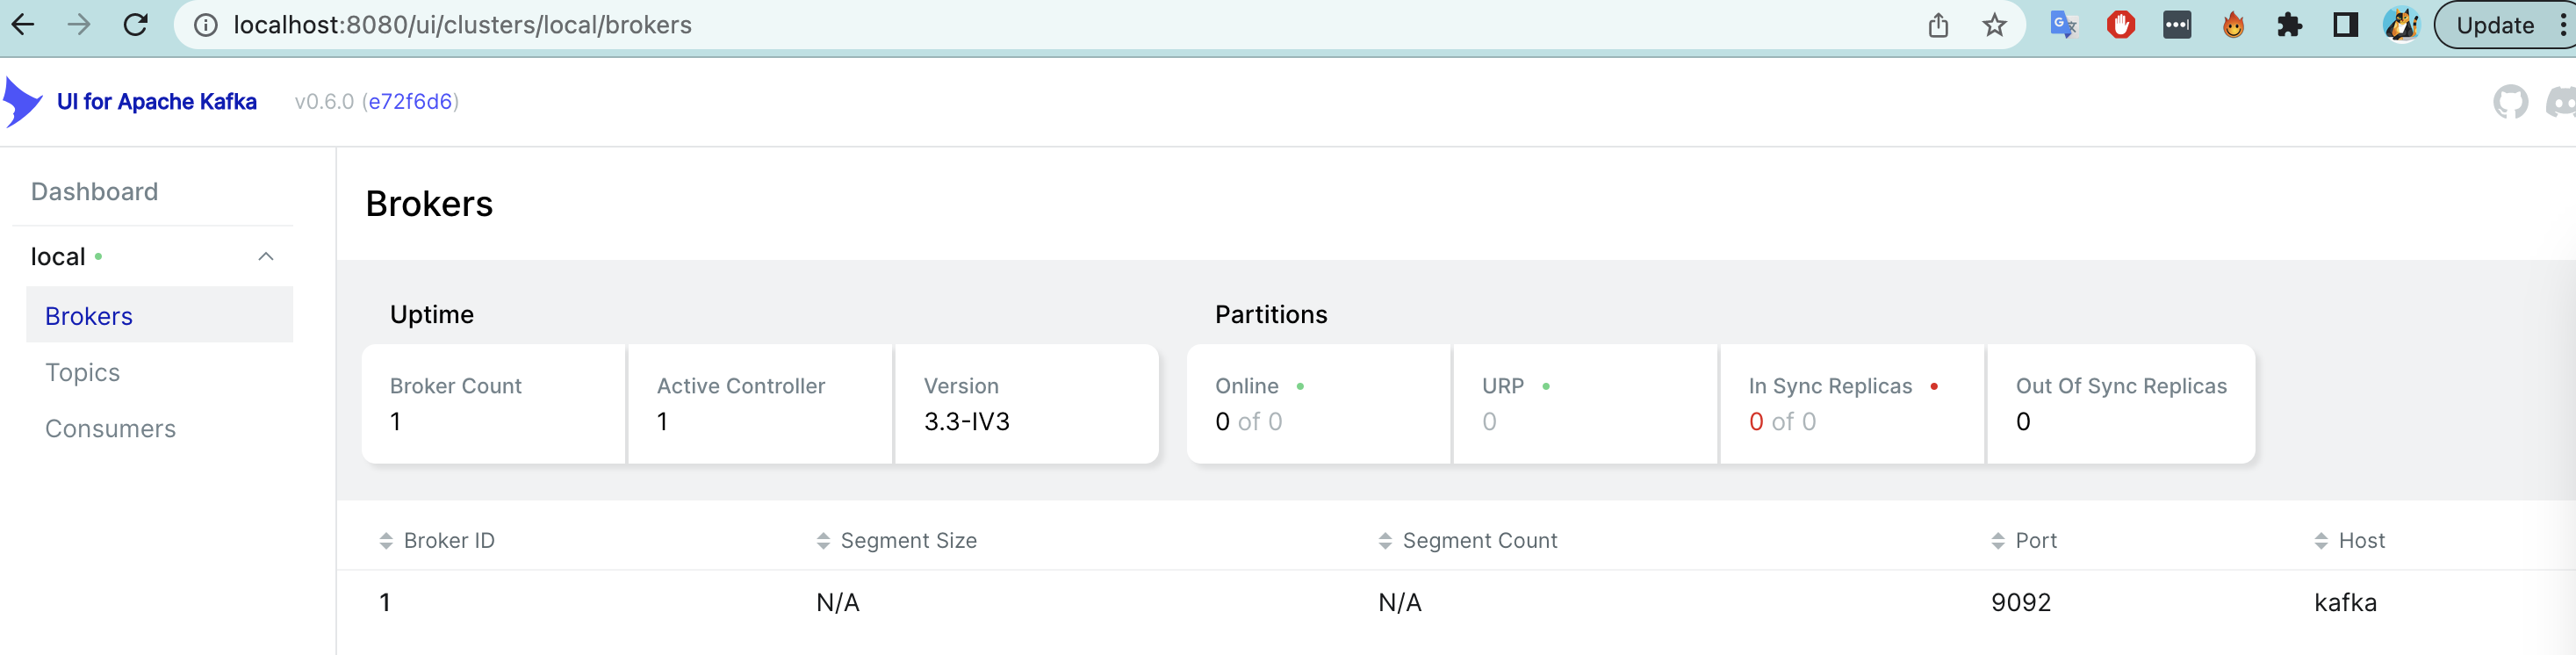 localhost:8080/ui/clusters/local/brokers
Update
UI for Apache Kafka v0.6.0 (e72f6d6)
Dashboard
local
Brokers
Topics
Consumers
Brokers
Uptime
Broker Count
1
Active Controller
1
Version
3.3-IV3
Partitions
Online
0 of 0
URP
0
In Sync Replicas
0 of 0
Out Of Sync Replicas
0
Broker ID Segment Size Segment Count Port Host
1 N/A N/A 9092 kafka